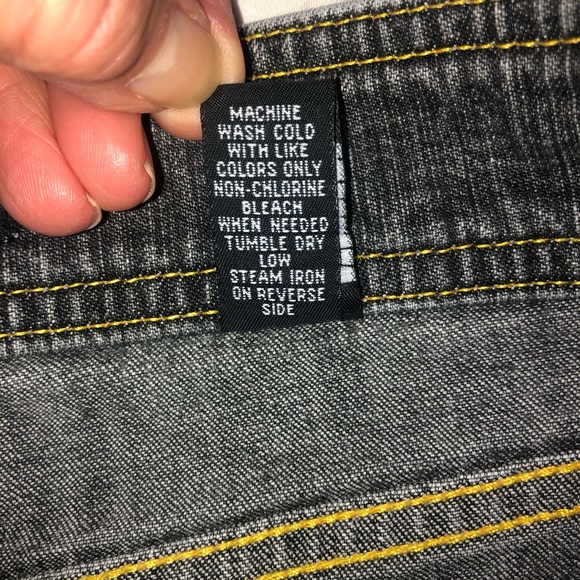 MACHINE
WASH COLD
WITH LIKE
COLORS ONLY
NON-CHLORINE
BLEACH
WHEN NEEDED
TUMBLE DRY
LOW
STEAM IRON
ON REVERSE
SIDE